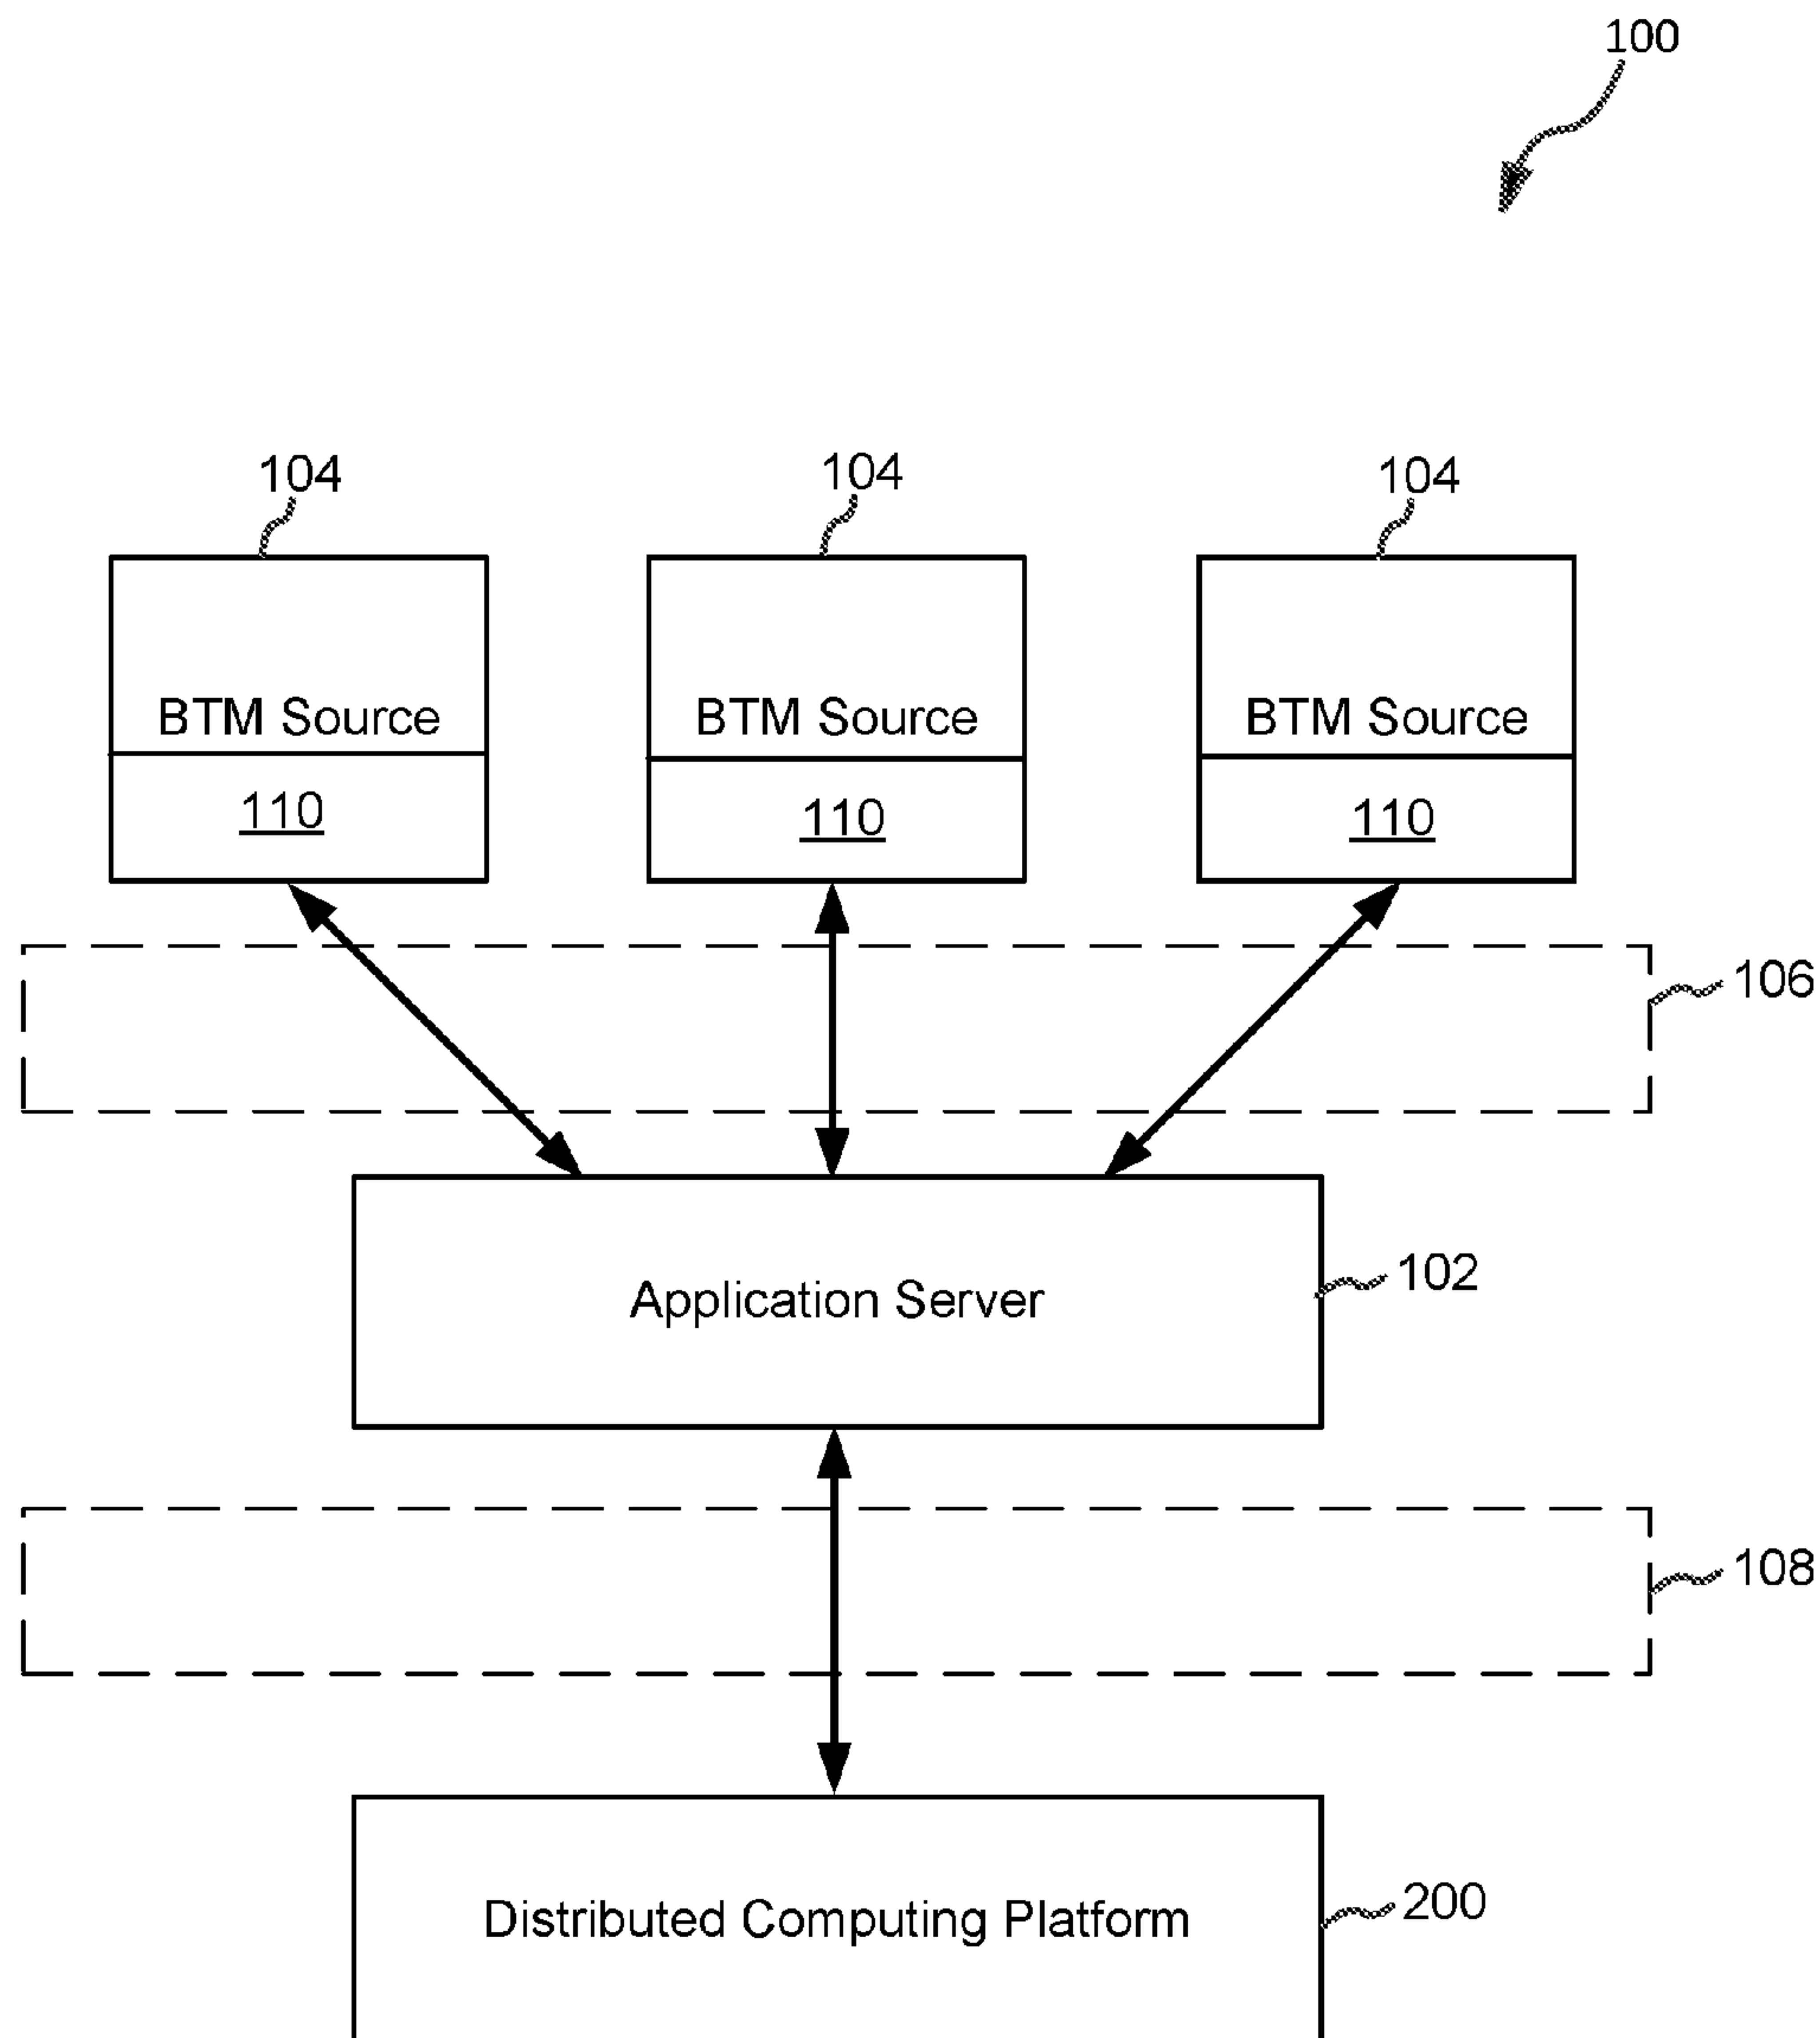 100
104 104 104
BTM Source BTM Source BTM Source
110 110 110
106
Application Server 102
108
Distributed Computing Platform 200